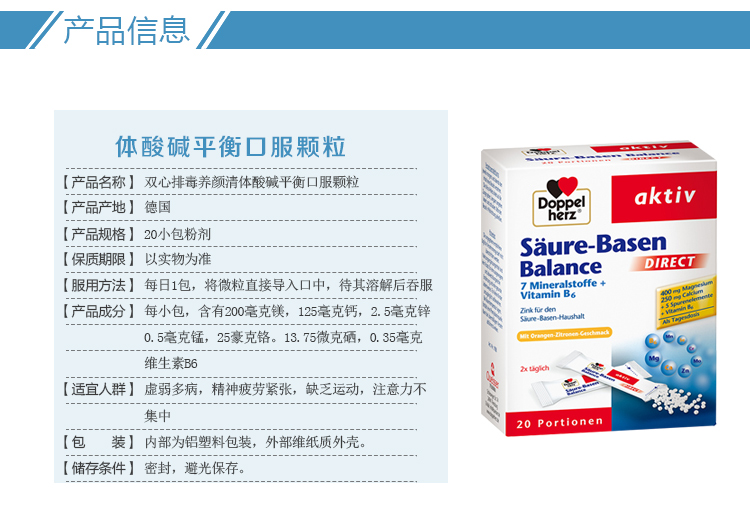 产品信息
体酸碱平衡口服颗粒
【产品名称】 双心排毒养颜清体酸碱平衡口服颗粒
【产品产地】 德国
【产品规格】 20小包粉剂
【保质期限】 以实物为准
【服用方法】 每日1包，将微粒直接导入口中，待其溶解后吞服
【产品成分】 每小包，含有200毫克镁，125毫克钙，2.5毫克锌
0.5毫克锰，25豪克铬。13.75微克硒，0.35毫克
维生素B6
【适宜人群】 虚弱多病，精神疲劳紧张，缺乏运动，注意力不
集中
【包 装】 内部为铝塑料包装，外部维纸质外壳。
【储存条件】 密封，避光保存。
aktiv
Säure-Basen Balance
20 Portionen
Doppel
herz®
aktiv
Säure-Basen
Balance
DIRECT
7 Mineralstoffe +
Vitamin B6
400 mg Magnesium
250 mg Calcium
+ 5 Spurenelemente
+ Vitamin B6
Als Tagesdosis
Zink für den
Säure-Basen-Haushalt
Mit Orangen-Zitronen-Geschmack
2x täglich
Mg
Zn
20 Portionen